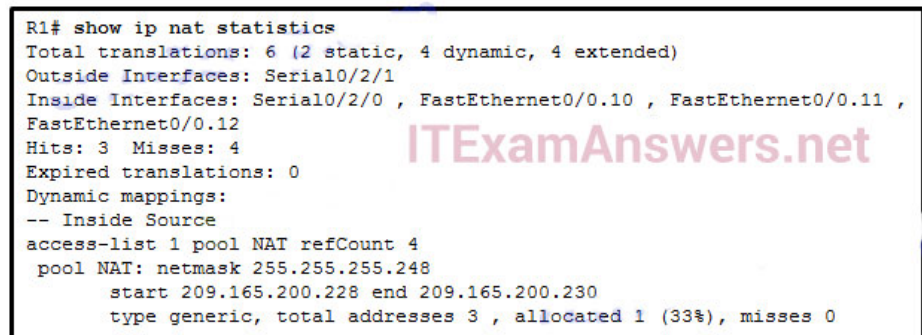 R1# show ip nat statistics
Total translations: 6 (2 static, 4 dynamic, 4 extended)
Outside Interfaces: Serial0/2/1
Inside Interfaces: Serial0/2/0 , FastEthernet0/0.10 , FastEthernet0/0.11 ,
FastEthernet0/0.12
Hits: 3 Misses: 4
ITExamAnswers.net
Expired translations: 0
Dynamic mappings:
-- Inside Source
access-list 1 pool NAT refCount 4
pool NAT: netmask 255.255.255.248
start 209.165.200.228 end 209.165.200.230
type generic, total addresses 3 , allocated 1 (33%), misses 0